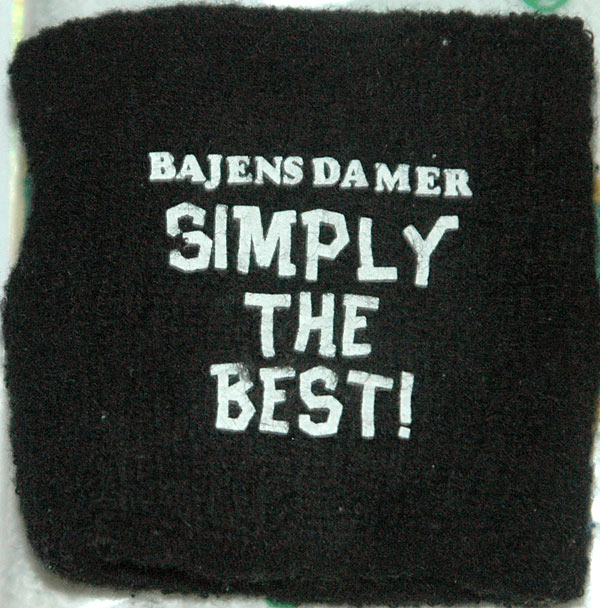 BAJENS DAMER
SIMPLY
THE
BEST!